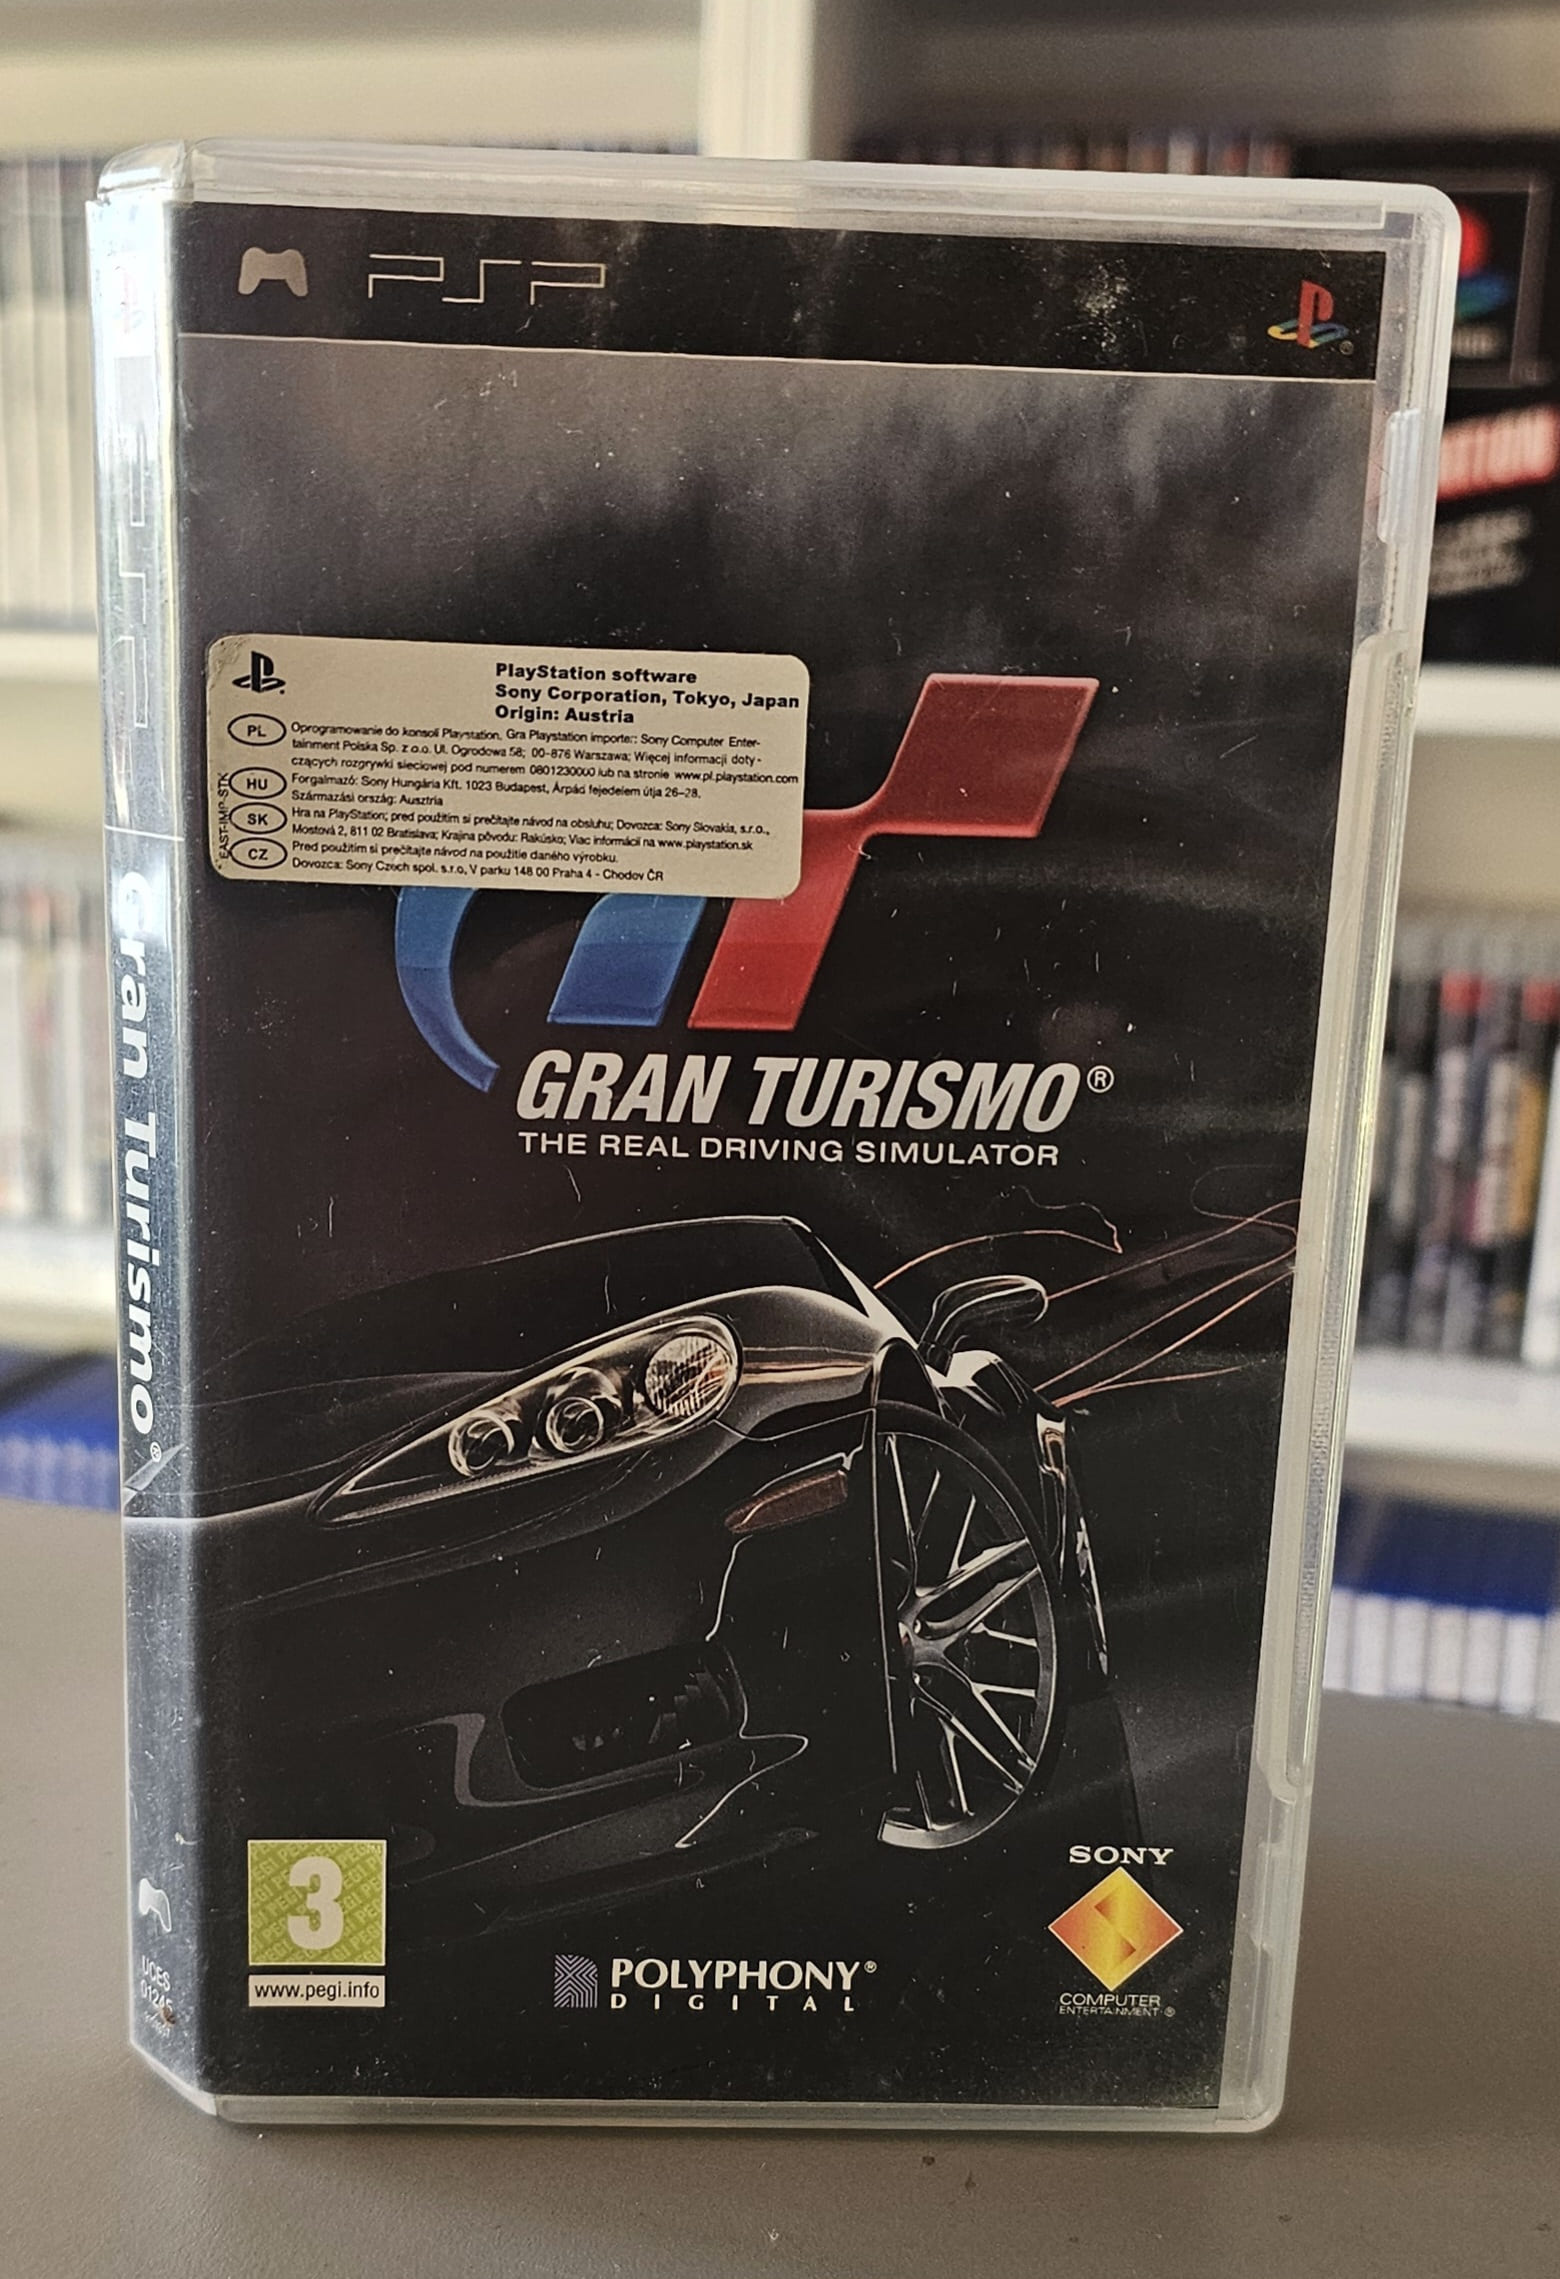 PSP
PlayStation software
Sony Corporation, Tokyo, Japan
Origin: Austria
PL
Oprogramowanie do konsoli Playstation. Gra Playstation importer: Sony Computer Enter-
tainment Polska Sp. z o.o. Ul. Ogrodowa 58; 00-876 Warszawa; Więcej informacji doty-
czących rozgrywki sieciowej pod numerem 0801230000 lub na stronie www.pl.playstation.com
HU
Forgalmazó: Sony Hungária Kft. 1023 Budapest, Árpád fejedelem útja 26-28.
Származási ország: Ausztria
SK
Hra na PlayStation; pred použitím si prečítajte návod na obsluhu; Dovozca: Sony Slovakia, s.r.o.,
Mostová 2, 811 02 Bratislava; Krajina pôvodu: Rakúsko; Viac informácií na www.playstation.sk
CZ
Pred použitím si prečítajte návod na použitie daného výrobku.
Dovozca: Sony Czech spol. s.r.o, V parku 148 00 Praha 4 - Chodov ČR
EAST-IMP-STK
GRAN TURISMO®
THE REAL DRIVING SIMULATOR
3
www.pegi.info
POLYPHONY®
DIGITAL
SONY
COMPUTER
ENTERTAINMENT®
PSP
Gran Turismo®
UCES